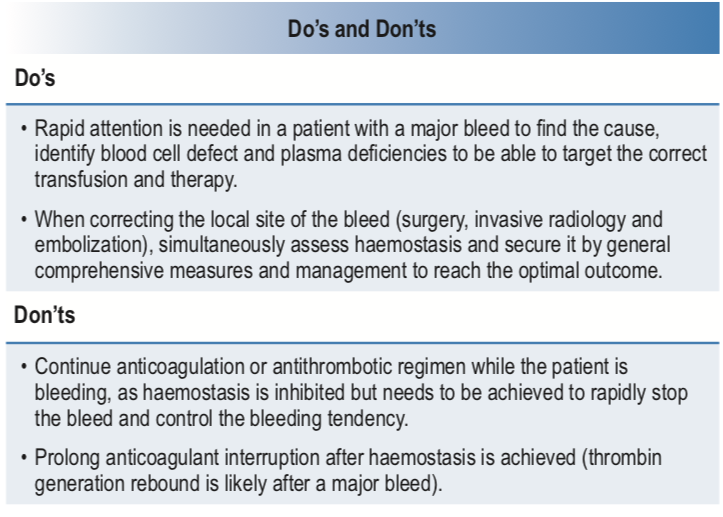 Do's and Don'ts
Do's
• Rapid attention is needed in a patient with a major bleed to find the cause,
identify blood cell defect and plasma deficiencies to be able to target the correct
transfusion and therapy.
• When correcting the local site of the bleed (surgery, invasive radiology and
embolization), simultaneously assess haemostasis and secure it by general
comprehensive measures and management to reach the optimal outcome.
Don'ts
• Continue anticoagulation or antithrombotic regimen while the patient is
bleeding, as haemostasis is inhibited but needs to be achieved to rapidly stop
the bleed and control the bleeding tendency.
• Prolong anticoagulant interruption after haemostasis is achieved (thrombin
generation rebound is likely after a major bleed).